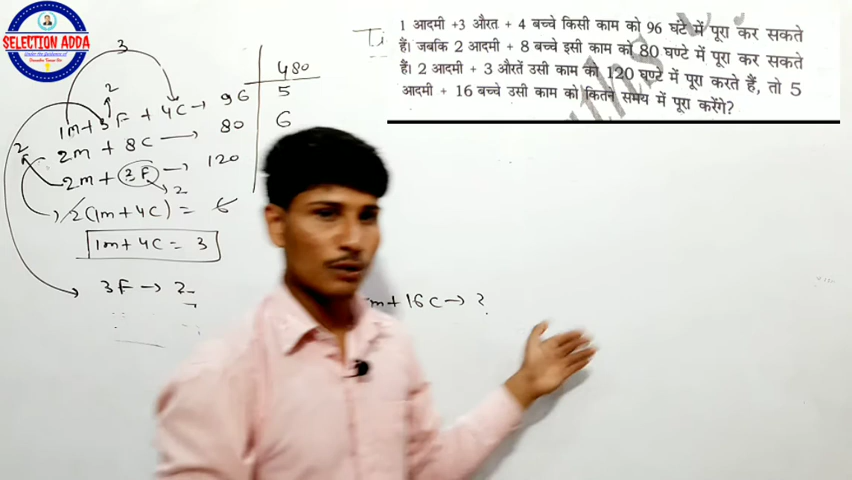 SELECTION ADDA
1 आदमी +3 औरत + 4 बच्चे किसी काम को 96 घंटे में पूरा कर सकते
हैं। जबकि 2 आदमी + 8 बच्चे इसी काम को 80 घण्टे में पूरा कर सकते
हैं। 2 आदमी + 3 औरतें उसी काम को 120 घण्टे में पूरा करते हैं, तो 5
आदमी + 16 बच्चे उसी काम को कितने समय में पूरा करेंगे?
3
480
2
1m + 3F + 4C → 96 5
2m + 8C → 80 6
2
2m + 3F → 120
2
2(1m + 4C) = 6
1m + 4C = 3
3F → 2
m + 16C → ?